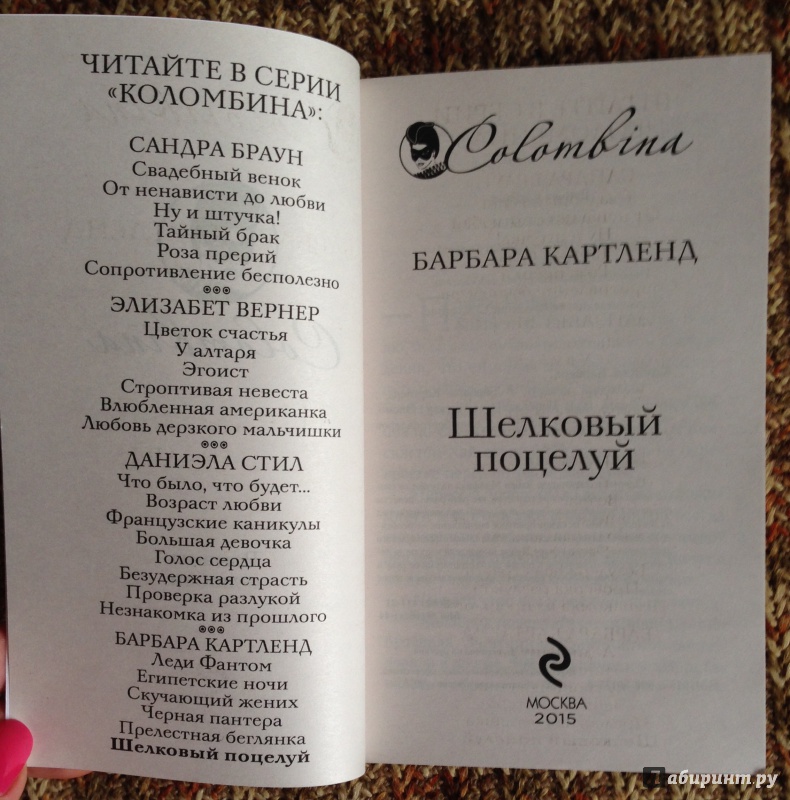 ЧИТАЙТЕ В СЕРИИ
«КОЛОМБИНА»:
САНДРА БРАУН
Свадебный венок
От ненависти до любви
Ну и штучка!
Тайный брак
Роза прерий
Сопротивление бесполезно
ЭЛИЗАБЕТ ВЕРНЕР
Цветок счастья
У алтаря
Эгоист
Строптивая невеста
Влюбленная американка
Любовь дерзкого мальчишки
ДАНИЭЛА СТИЛ
Что было, что будет...
Возраст любви
Французские каникулы
Большая девочка
Голос сердца
Безудержная страсть
Проверка разлукой
Незнакомка из прошлого
БАРБАРА КАРТЛЕНД
Леди Фантом
Египетские ночи
Скучающий жених
Черная пантера
Прелестная беглянка
Шелковый поцелуй
Colombina
БАРБАРА КАРТЛЕНД
Шелковый
поцелуй
МОСКВА
2015
Лабиринт.ру